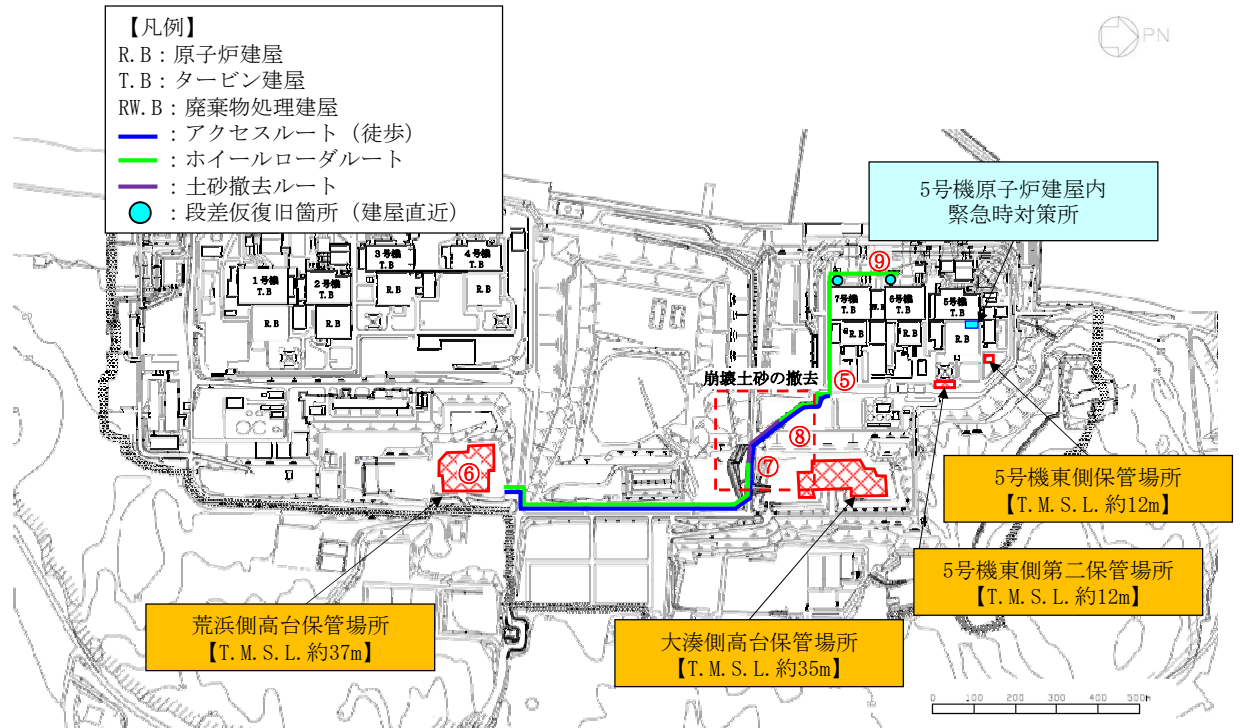 【凡例】
R.B：原子炉建屋
T.B：タービン建屋
RW.B：廃棄物処理建屋
：アクセスルート（徒歩）
：ホイールローダルート
：土砂撤去ルート
：段差仮復旧箇所（建屋直近）
PN
5号機原子炉建屋内
緊急時対策所
1号機
T.B
R.B
2号機
T.B
R.B
3号機
T.B
R.B
4号機
T.B
R.B
⑨
7号機
T.B
R.B
6号機
T.B
R.B
5号機
T.B
R.B
崩壊土砂の撤去
⑤
⑧
⑦
⑥
5号機東側保管場所
【T.M.S.L.約12m】
5号機東側第二保管場所
【T.M.S.L.約12m】
荒浜側高台保管場所
【T.M.S.L.約37m】
大湊側高台保管場所
【T.M.S.L.約35m】
0 100 200 300 400 500m